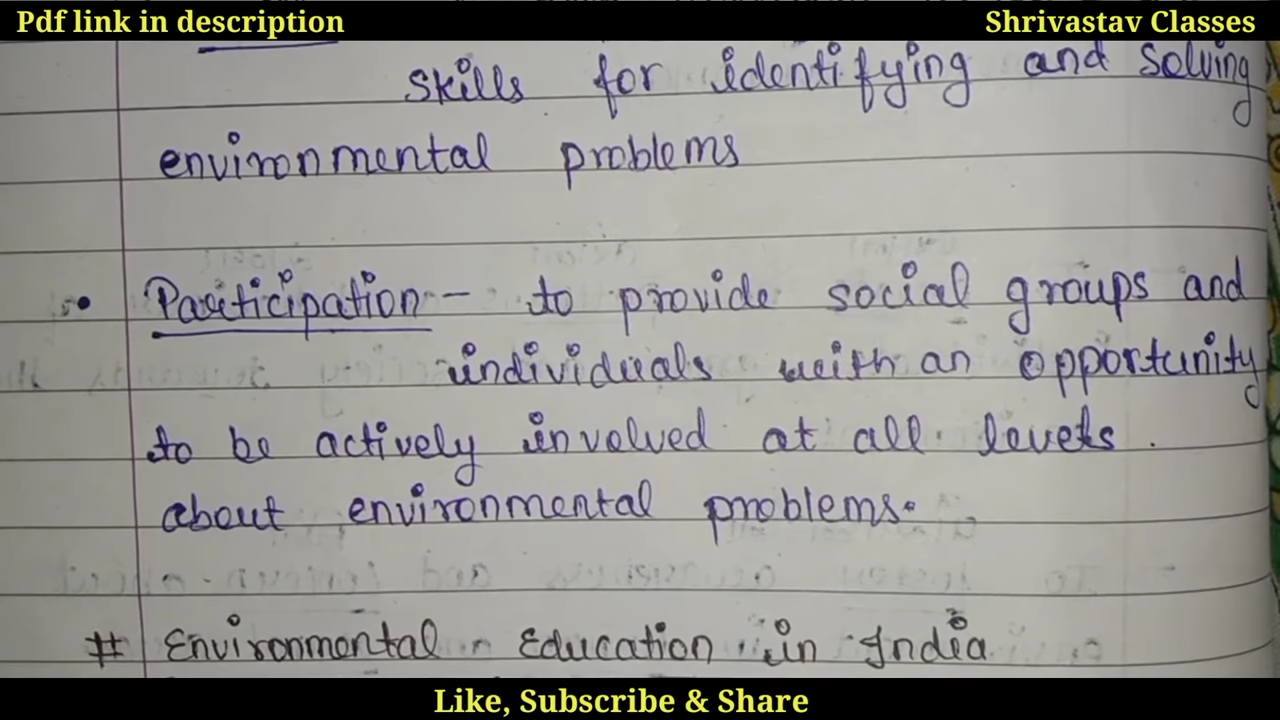 Pdf link in description
Shrivastav Classes
skills for identifying and solving
environmental problems
• Participation - to provide social groups and
individuals with an opportunity
to be actively involved at all levels
about environmental problems.
# Environmental Education in India
Like, Subscribe & Share